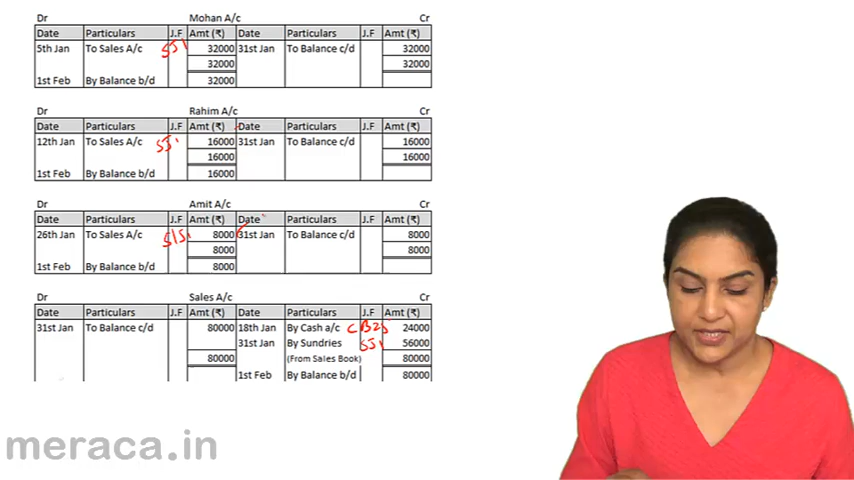 Dr Mohan A/c Cr
Date Particulars J.F Amt (₹) Date Particulars J.F Amt (₹)
5th Jan To Sales A/c SJ1 32000 31st Jan To Balance c/d 32000
32000 32000
1st Feb By Balance b/d 32000
Dr Rahim A/c Cr
Date Particulars J.F Amt (₹) Date Particulars J.F Amt (₹)
12th Jan To Sales A/c SJ1 16000 31st Jan To Balance c/d 16000
16000 16000
1st Feb By Balance b/d 16000
Dr Amit A/c Cr
Date Particulars J.F Amt (₹) Date Particulars J.F Amt (₹)
26th Jan To Sales A/c 8000 31st Jan To Balance c/d 8000
8000 8000
1st Feb By Balance b/d 8000
Dr Sales A/c Cr
Date Particulars J.F Amt (₹) Date Particulars J.F Amt (₹)
31st Jan To Balance c/d 80000 18th Jan By Cash a/c 24000
31st Jan By Sundries SJ1 56000
80000 (From Sales Book) 80000
1st Feb By Balance b/d 80000
meraca.in